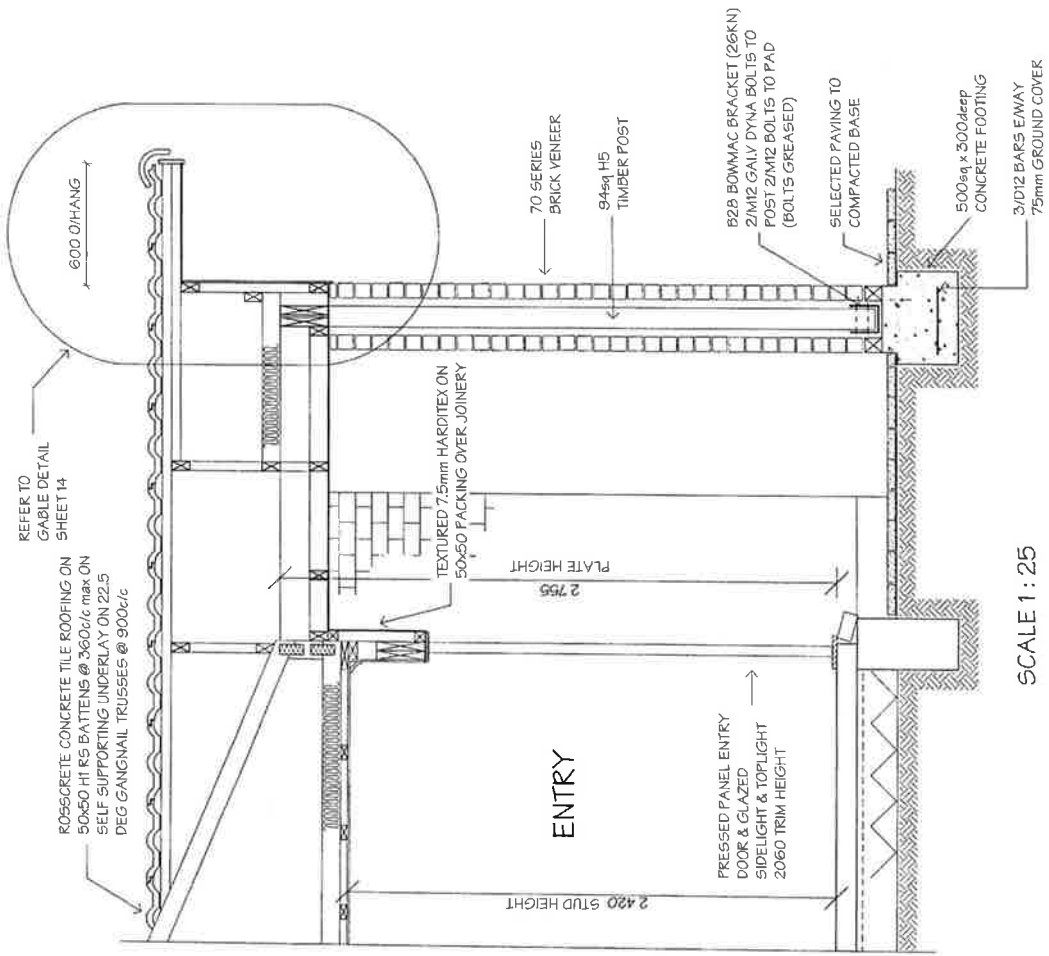 REFER TO
GABLE DETAIL
SHEET 14
ROSSCRETE CONCRETE TILE ROOFING ON
50x50 H1 RS BATTENS @ 360c/c max ON
SELF SUPPORTING UNDERLAY ON 22.5
DEG GANGNAIL TRUSSES @ 900c/c
600 O/HANG
70 SERIES
BRICK VENEER
94sq H5
TIMBER POST
B2B BOWMAC BRACKET (26KN)
2/M12 GALV DYNA BOLTS TO
POST 2/M12 BOLTS TO PAD
(BOLTS GREASED)
SELECTED PAVING TO
COMPACTED BASE
500sq x 300deep
CONCRETE FOOTING
3/D12 BARS E/WAY
75mm GROUND COVER
TEXTURED 7.5mm HARDITEX ON
50x50 PACKING OVER JOINERY
2 755
PLATE HEIGHT
ENTRY
PRESSED PANEL ENTRY
DOOR & GLAZED
SIDELIGHT & TOPLIGHT
2060 TRIM HEIGHT
2 420 STUD HEIGHT
SCALE 1 : 25